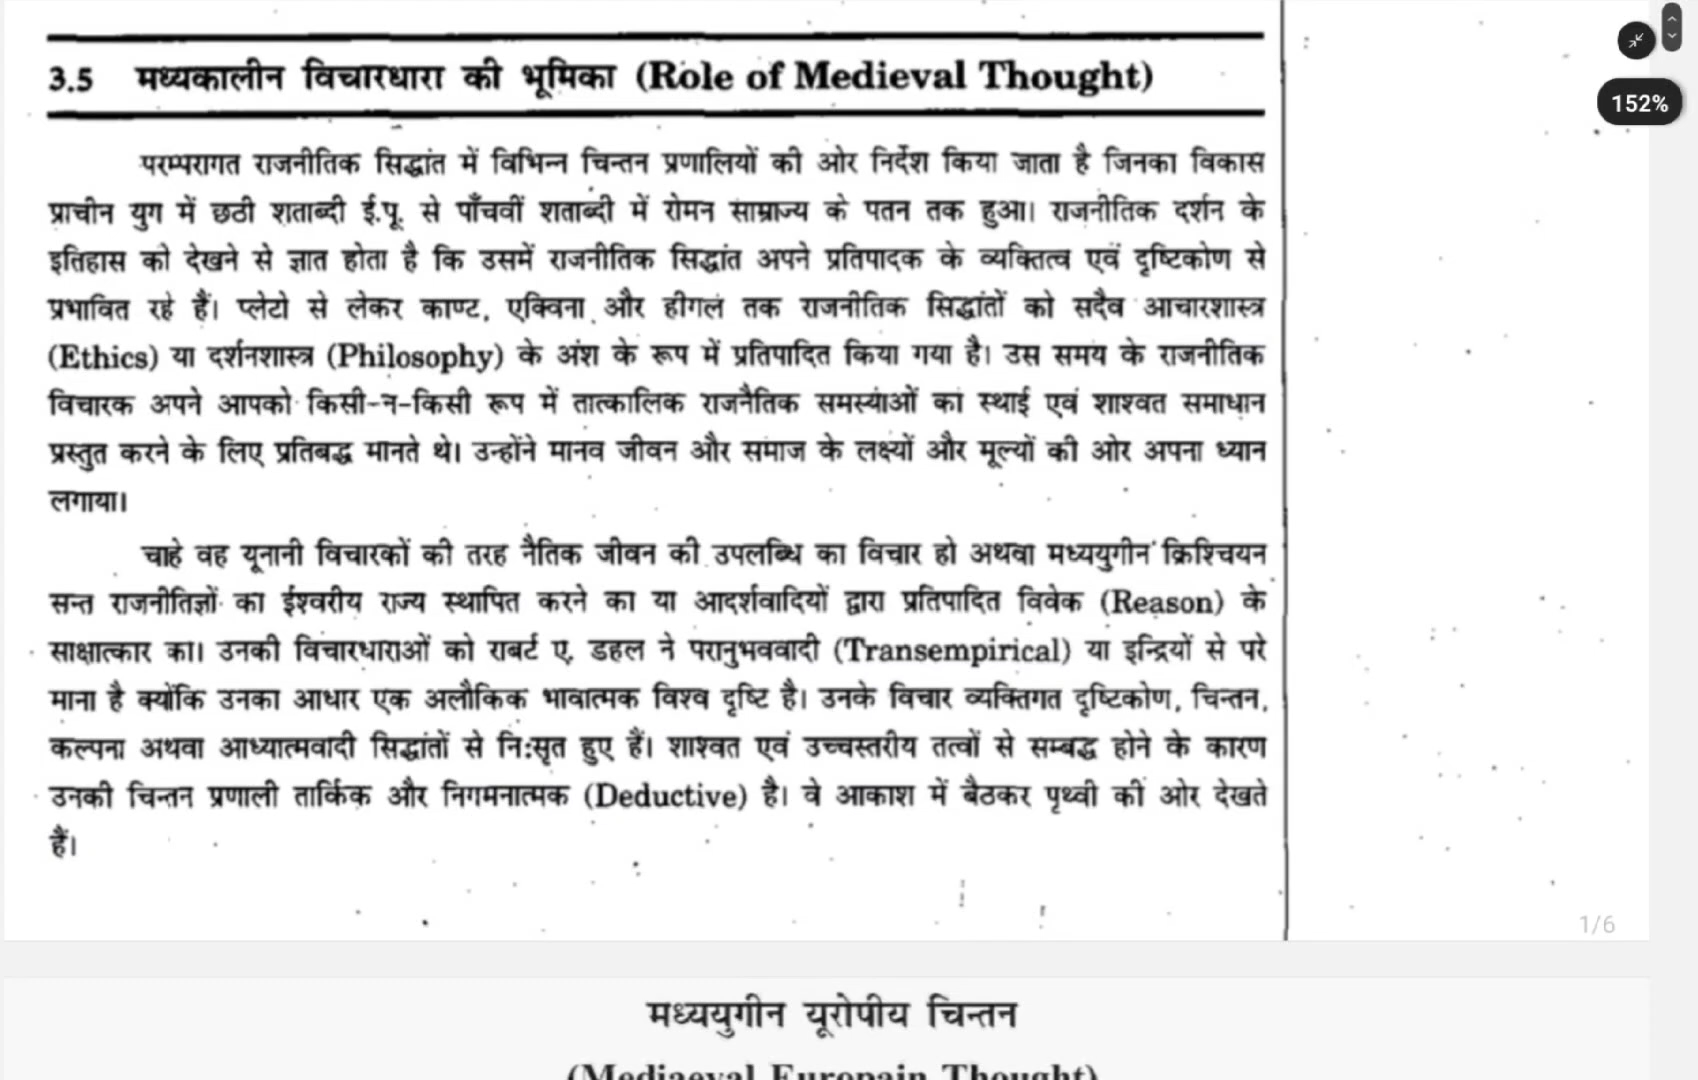 3.5 मध्यकालीन विचारधारा की भूमिका (Role of Medieval Thought)
152%
परम्परागत राजनीतिक सिद्धांत में विभिन्न चिन्तन प्रणालियों की ओर निर्देश किया जाता है जिनका विकास
प्राचीन युग में छठी शताब्दी ई.पू. से पाँचवीं शताब्दी में रोमन साम्राज्य के पतन तक हुआ। राजनीतिक दर्शन के
इतिहास को देखने से ज्ञात होता है कि उसमें राजनीतिक सिद्धांत अपने प्रतिपादक के व्यक्तित्व एवं दृष्टिकोण से
प्रभावित रहे हैं। प्लेटो से लेकर काण्ट, एक्विना और हीगल तक राजनीतिक सिद्धांतों को सदैव आचारशास्त्र
(Ethics) या दर्शनशास्त्र (Philosophy) के अंश के रूप में प्रतिपादित किया गया है। उस समय के राजनीतिक
विचारक अपने आपको किसी-न-किसी रूप में तात्कालिक राजनैतिक समस्याओं का स्थाई एवं शाश्वत समाधान
प्रस्तुत करने के लिए प्रतिबद्ध मानते थे। उन्होंने मानव जीवन और समाज के लक्ष्यों और मूल्यों की ओर अपना ध्यान
लगाया।
चाहे वह यूनानी विचारकों की तरह नैतिक जीवन की उपलब्धि का विचार हो अथवा मध्ययुगीन क्रिश्चियन
सन्त राजनीतिज्ञों का ईश्वरीय राज्य स्थापित करने का या आदर्शवादियों द्वारा प्रतिपादित विवेक (Reason) के
साक्षात्कार का। उनकी विचारधाराओं को राबर्ट ए. डहल ने परानुभववादी (Transempirical) या इन्द्रियों से परे
माना है क्योंकि उनका आधार एक अलौकिक भावात्मक विश्व दृष्टि है। उनके विचार व्यक्तिगत दृष्टिकोण, चिन्तन,
कल्पना अथवा आध्यात्मवादी सिद्धांतों से नि:सृत हुए हैं। शाश्वत एवं उच्चस्तरीय तत्वों से सम्बद्ध होने के कारण
उनकी चिन्तन प्रणाली तार्किक और निगमनात्मक (Deductive) है। वे आकाश में बैठकर पृथ्वी की ओर देखते
हैं।
1/6
मध्ययुगीन यूरोपीय चिन्तन
(Mediaeval Europain Thought)